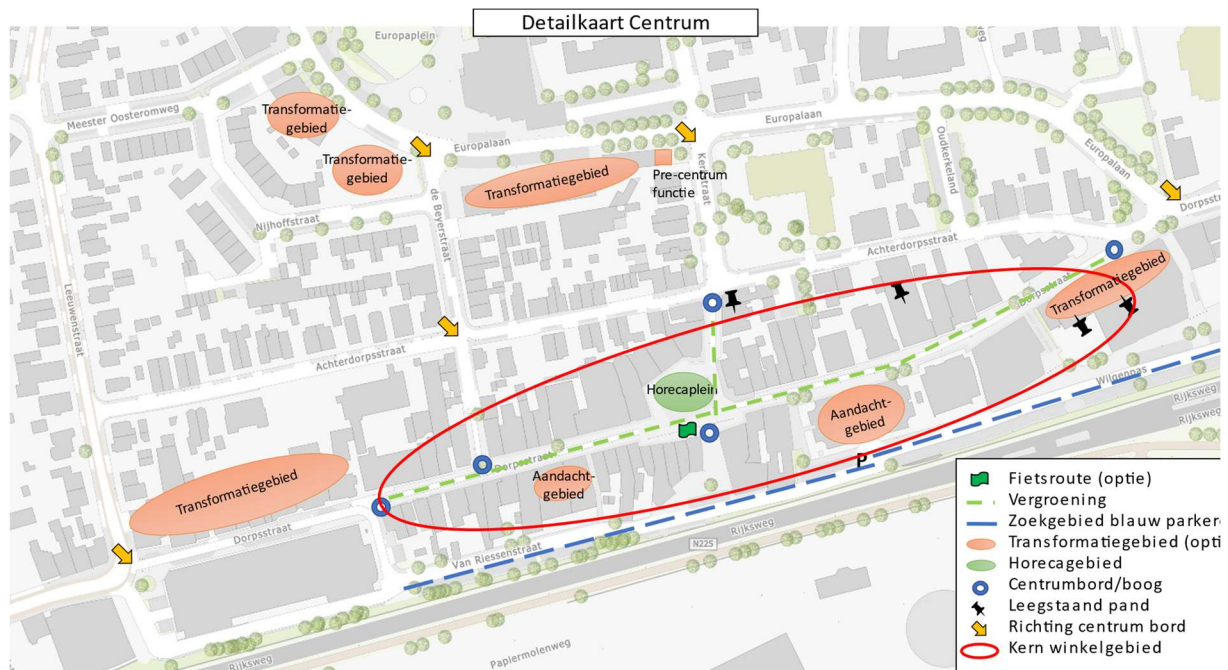 Detailkaart Centrum
Europaplein
Meester Oosteromweg
Transformatie-
gebied
Transformatie-
gebied
Europalaan
Europalaan
Oudkerkeland
Europalaan
Transformatiegebied
Pre-centrum
functie
de Beyerstraat
Nijhoffstraat
Dorpsstr
Achterdorpsstraat
Leeuwenstraat
Transformatiegebied
Achterdorpsstraat
Horecaplein
Aandacht-
gebied
Wilgenpas
Rijksweg
Rijksweg
Dorpsstraat
Aandacht-
gebied
P
Transformatiegebied
Dorpsstraat
Van Riessenstraat
N225
Rijksweg
Rijksweg
Papiermolenweg
Fietsroute (optie)
Vergroening
Zoekgebied blauw parkere
Transformatiegebied (opti
Horecagebied
Centrumbord/boog
Leegstaand pand
Richting centrum bord
Kern winkelgebied